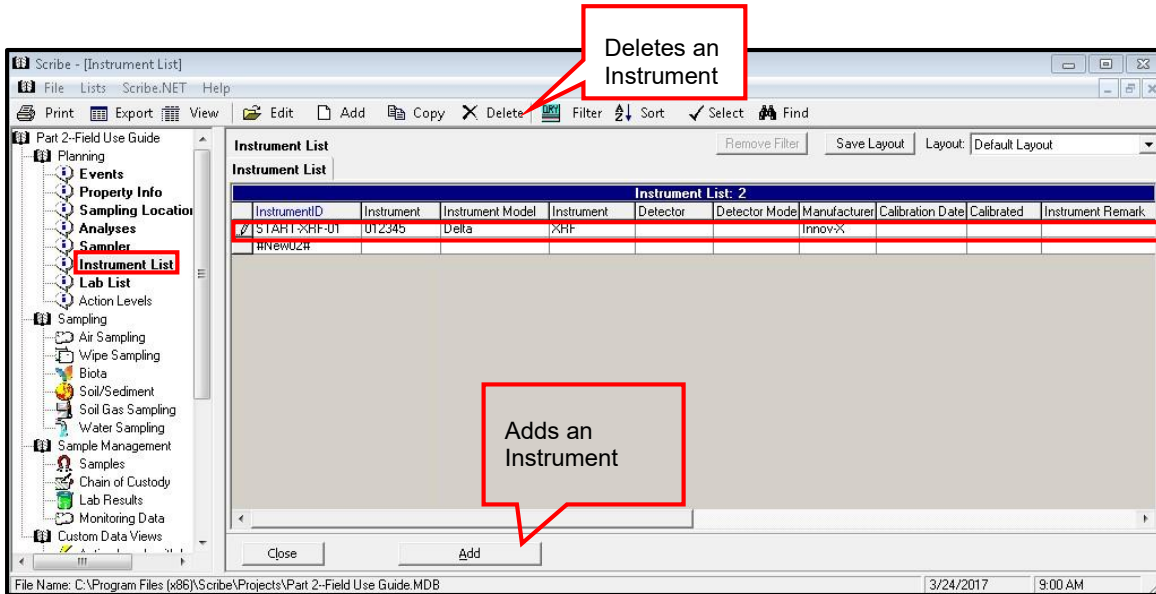 Deletes an
Instrument
Scribe - [Instrument List]
File Lists Scribe.NET Help
Print Export View Edit Add Copy Delete QRY Filter Sort Select Find
Part 2--Field Use Guide
Planning
Events
Property Info
Sampling Location
Analyses
Sampler
Instrument List
Lab List
Action Levels
Sampling
Air Sampling
Wipe Sampling
Biota
Soil/Sediment
Soil Gas Sampling
Water Sampling
Sample Management
Samples
Chain of Custody
Lab Results
Monitoring Data
Custom Data Views
Instrument List
Remove Filter Save Layout Layout: Default Layout
Instrument List
Instrument List: 2
InstrumentID Instrument Instrument Model Instrument Detector Detector Mode Manufacturer Calibration Date Calibrated Instrument Remark
START-XRF-01 012345 Delta XRF Innov-X
#New02#
Adds an
Instrument
Close Add
File Name: C:\Program Files (x86)\Scribe\Projects\Part 2--Field Use Guide.MDB 3/24/2017 9:00 AM